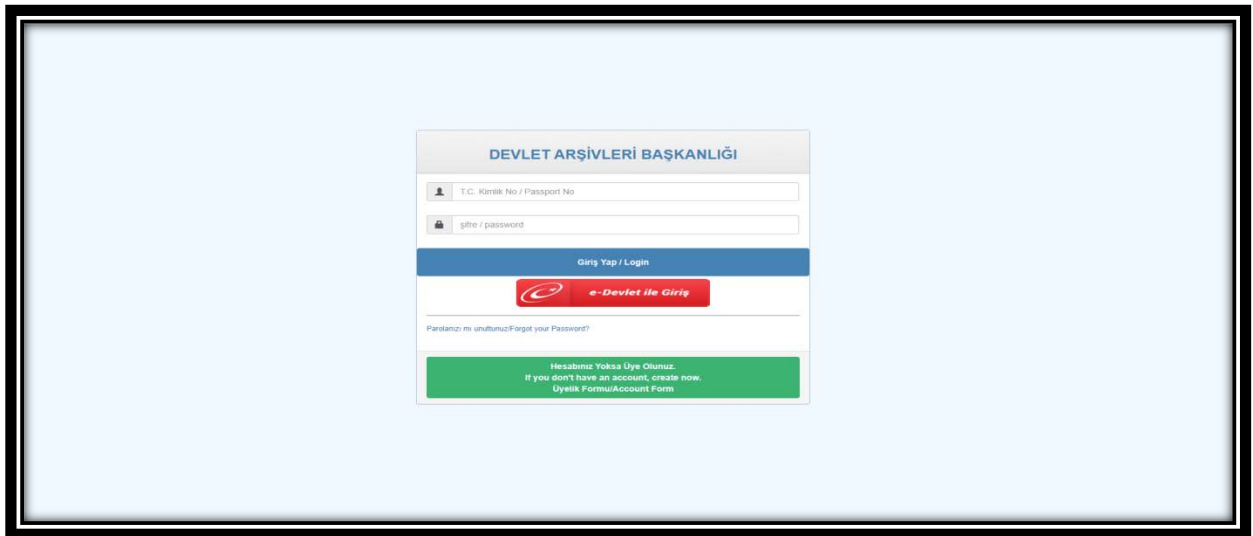 DEVLET ARŞİVLERİ BAŞKANLIĞI
T.C. Kimlik No / Passport No
şifre / password
Giriş Yap / Login
e-Devlet ile Giriş
Parolanızı mı unuttunuz/Forgot your Password?
Hesabınız Yoksa Üye Olunuz.
If you don't have an account, create now.
Üyelik Formu/Account Form